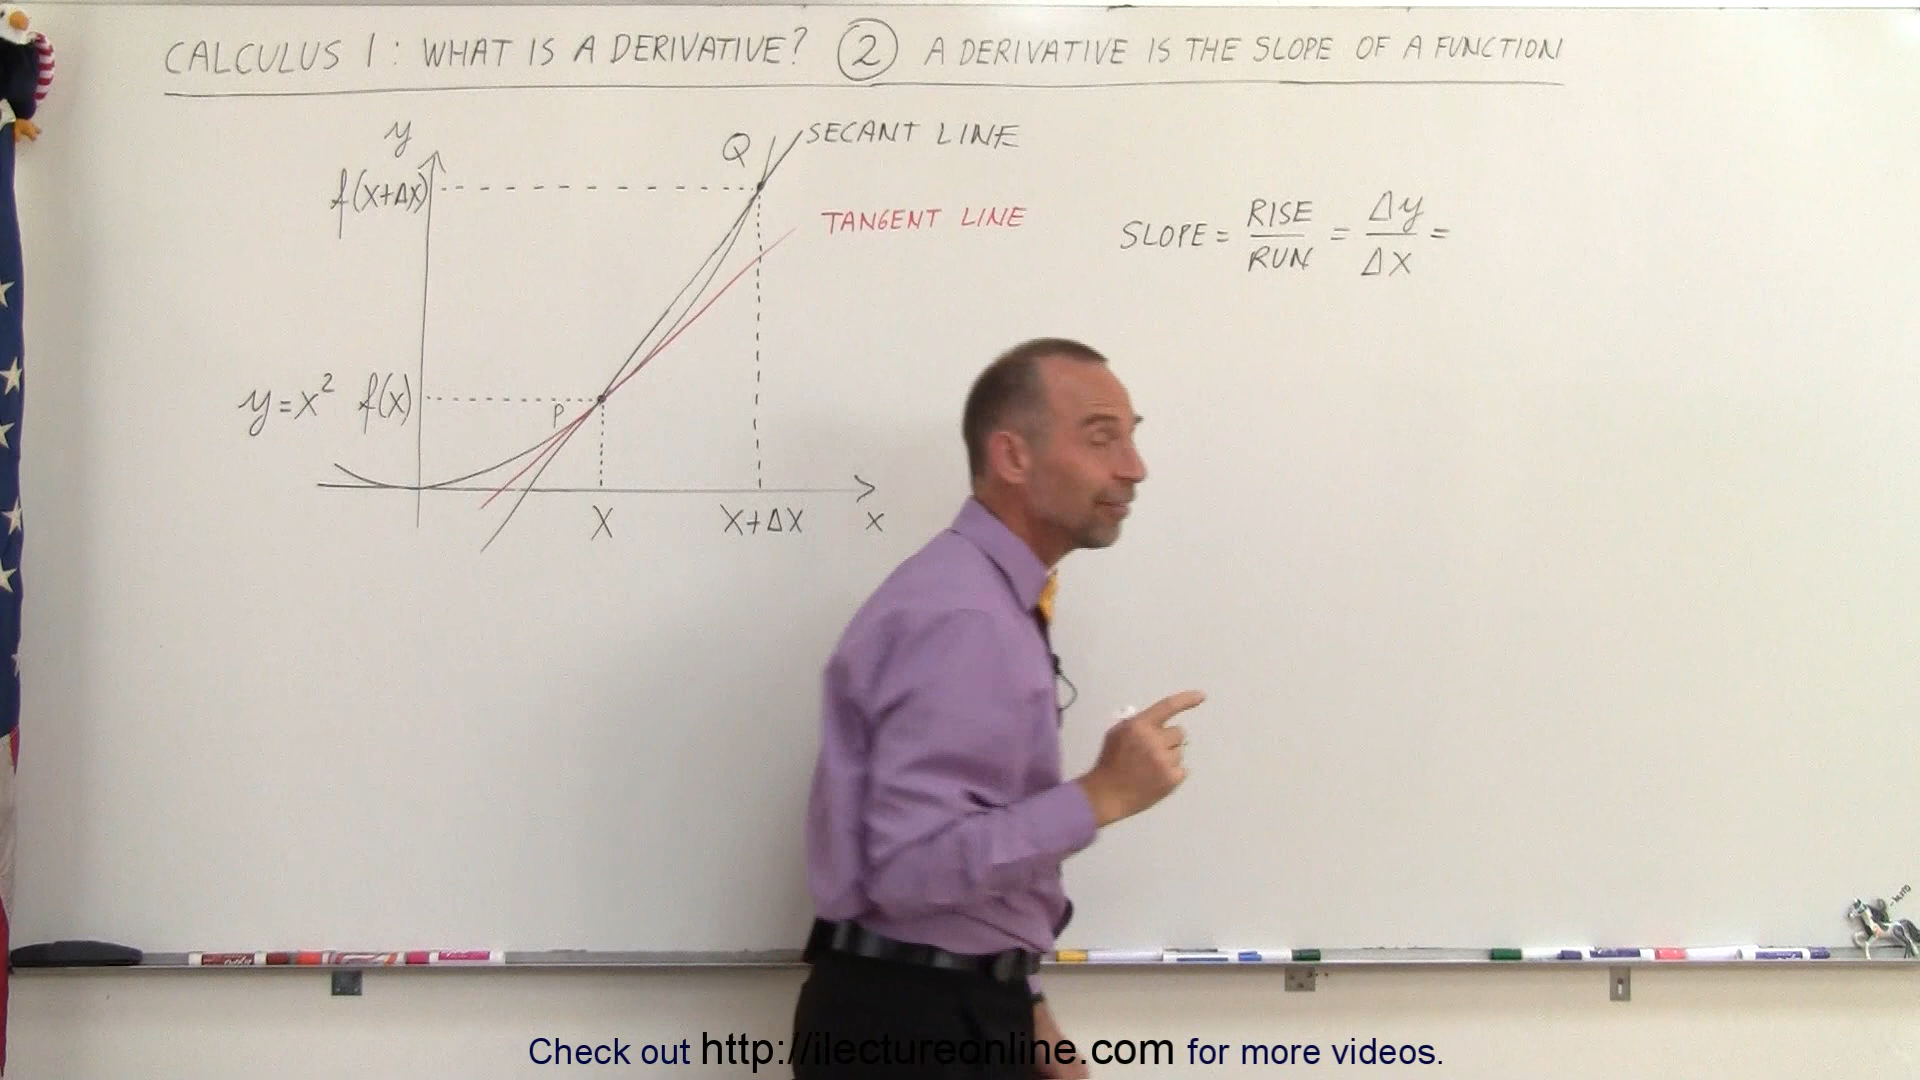 CALCULUS 1: WHAT IS A DERIVATIVE? ② A DERIVATIVE IS THE SLOPE OF A FUNCTION
y
Q
SECANT LINE
f(X+ΔX)
TANGENT LINE
SLOPE = RISE/RUN = Δy/ΔX =
y=X² f(X)
P
X
X+ΔX
x
Check out http://ilectureonline.com for more videos.